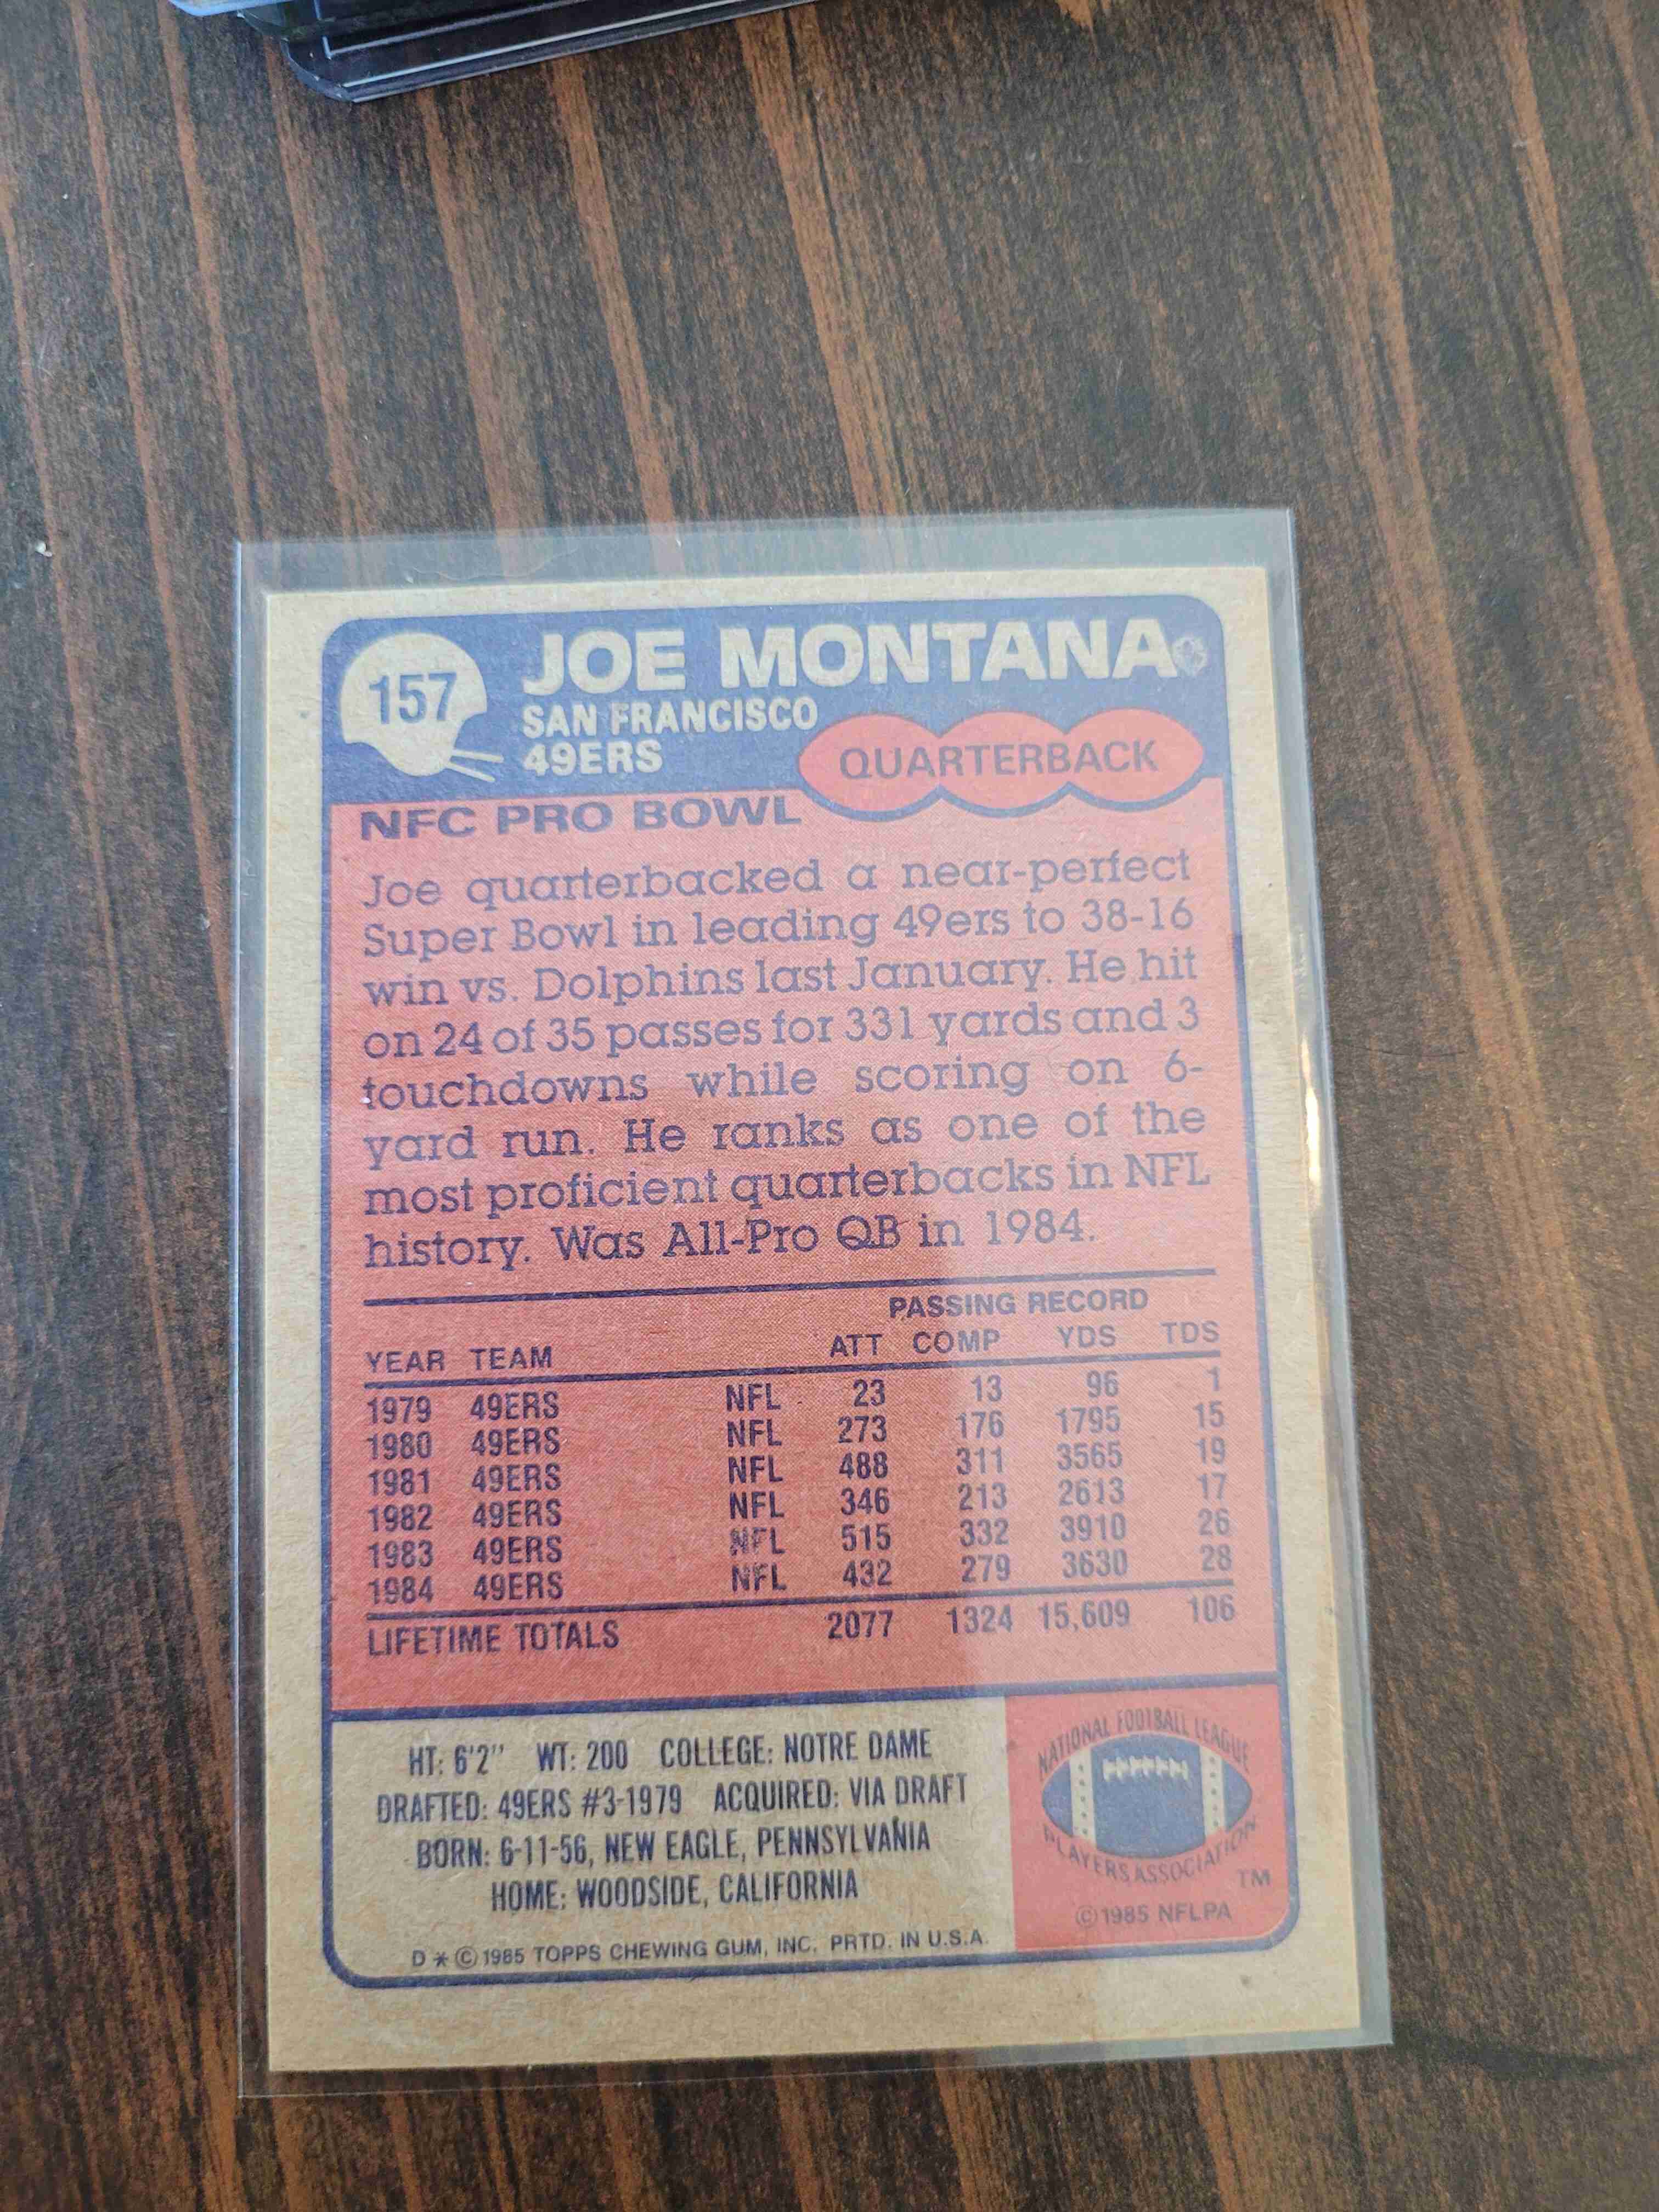 157
JOE MONTANA
SAN FRANCISCO
49ERS
QUARTERBACK
NFC PRO BOWL
Joe quarterbacked a near-perfect
Super Bowl in leading 49ers to 38-16
win vs. Dolphins last January. He hit
on 24 of 35 passes for 331 yards and 3
touchdowns while scoring on 6-
yard run. He ranks as one of the
most proficient quarterbacks in NFL
history. Was All-Pro QB in 1984.
PASSING RECORD
YEAR TEAM ATT COMP YDS TDS
1979 49ERS NFL 23 13 96 1
1980 49ERS NFL 273 176 1795 15
1981 49ERS NFL 488 311 3565 19
1982 49ERS NFL 346 213 2613 17
1983 49ERS NFL 515 332 3910 26
1984 49ERS NFL 432 279 3630 28
LIFETIME TOTALS 2077 1324 15,609 106
HT: 6'2" WT: 200 COLLEGE: NOTRE DAME
DRAFTED: 49ERS #3-1979 ACQUIRED: VIA DRAFT
BORN: 6-11-56, NEW EAGLE, PENNSYLVANIA
HOME: WOODSIDE, CALIFORNIA
D * © 1985 TOPPS CHEWING GUM, INC. PRTD. IN U.S.A.
NATIONAL FOOTBALL LEAGUE
PLAYERS ASSOCIATION
TM
© 1985 NFLPA